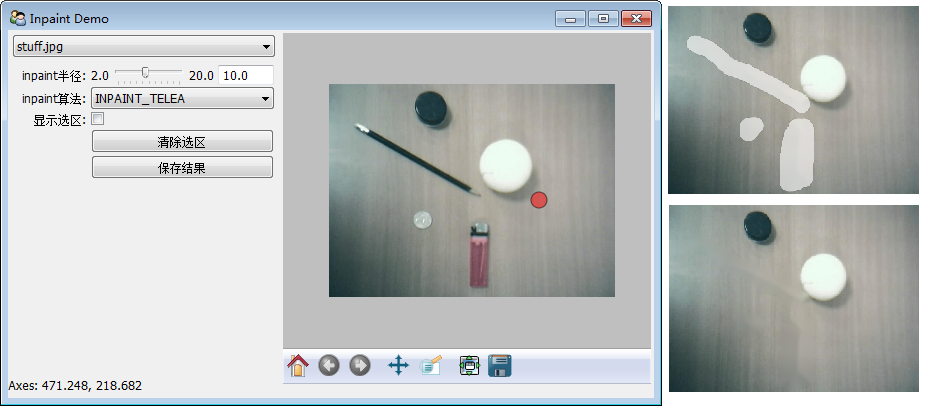 Inpaint Demo
stuff.jpg
inpaint半径: 2.0 20.0 10.0
inpaint算法: INPAINT_TELEA
显示选区:
清除选区
保存结果
Axes: 471.248, 218.682